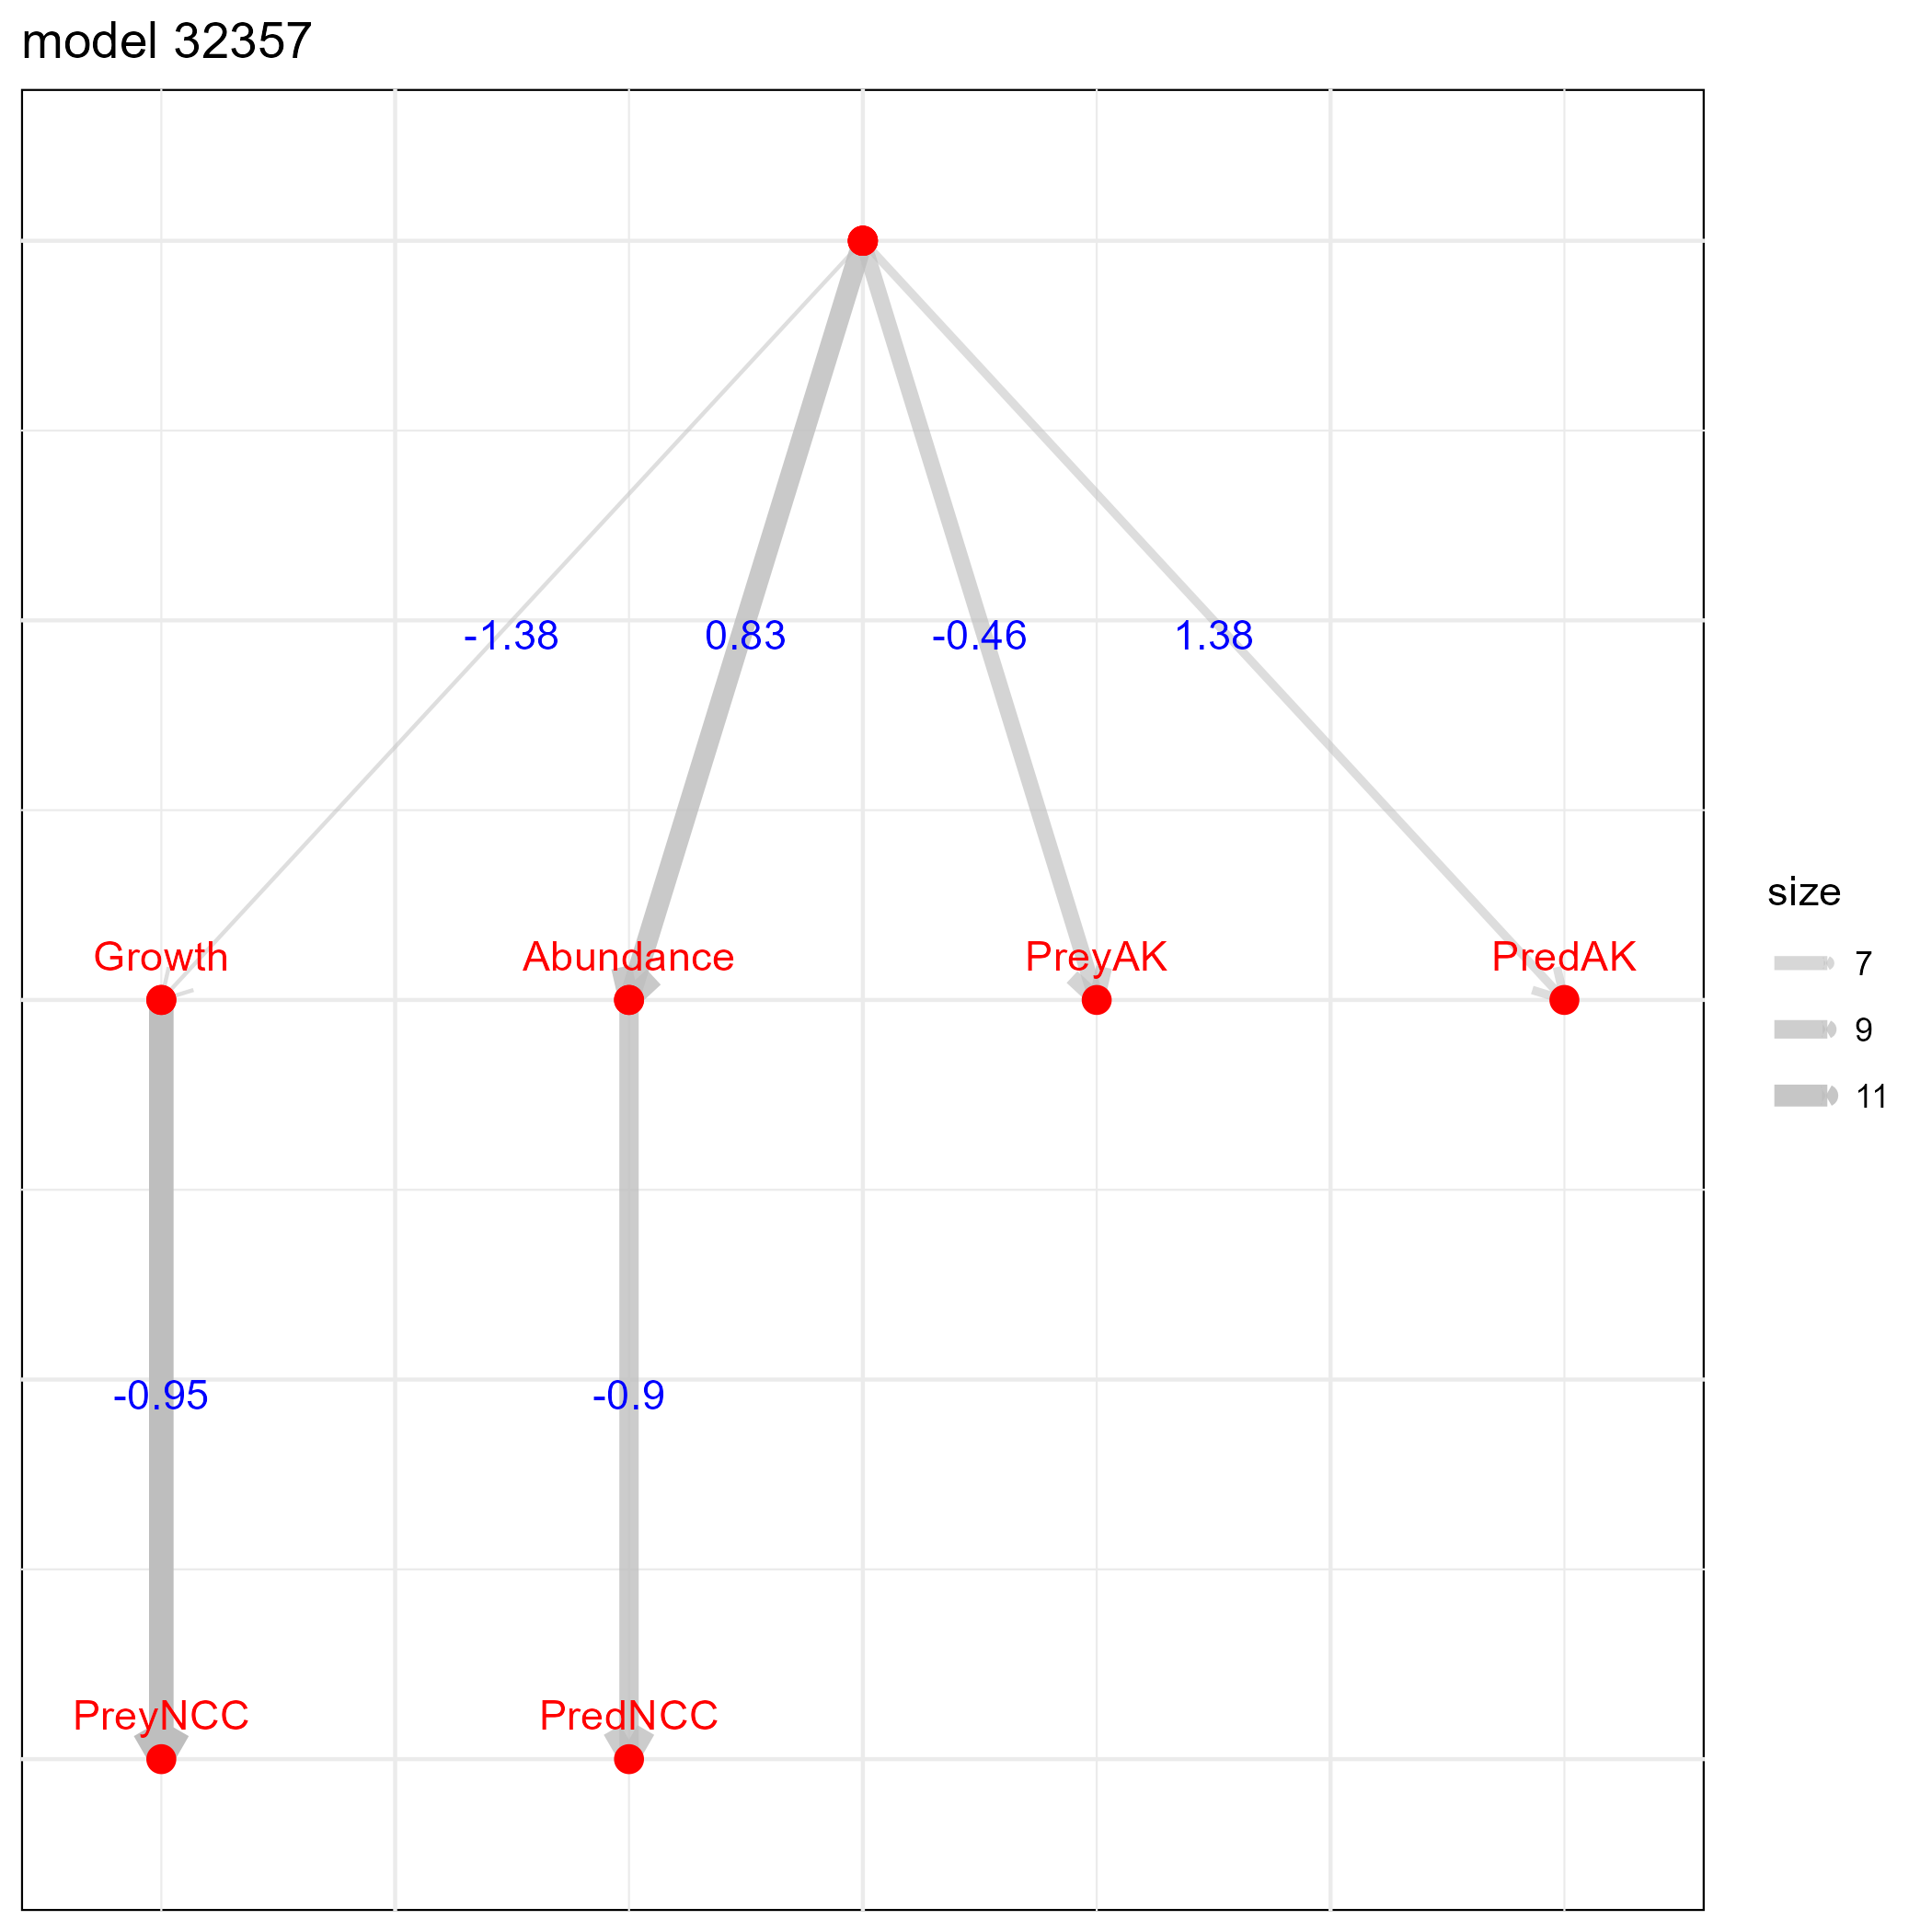 model 32357
-1.38
0.83
-0.46
1.38
Growth
Abundance
PreyAK
PredAK
size
7
9
11
-0.95
-0.9
PreyNCC
PredNCC